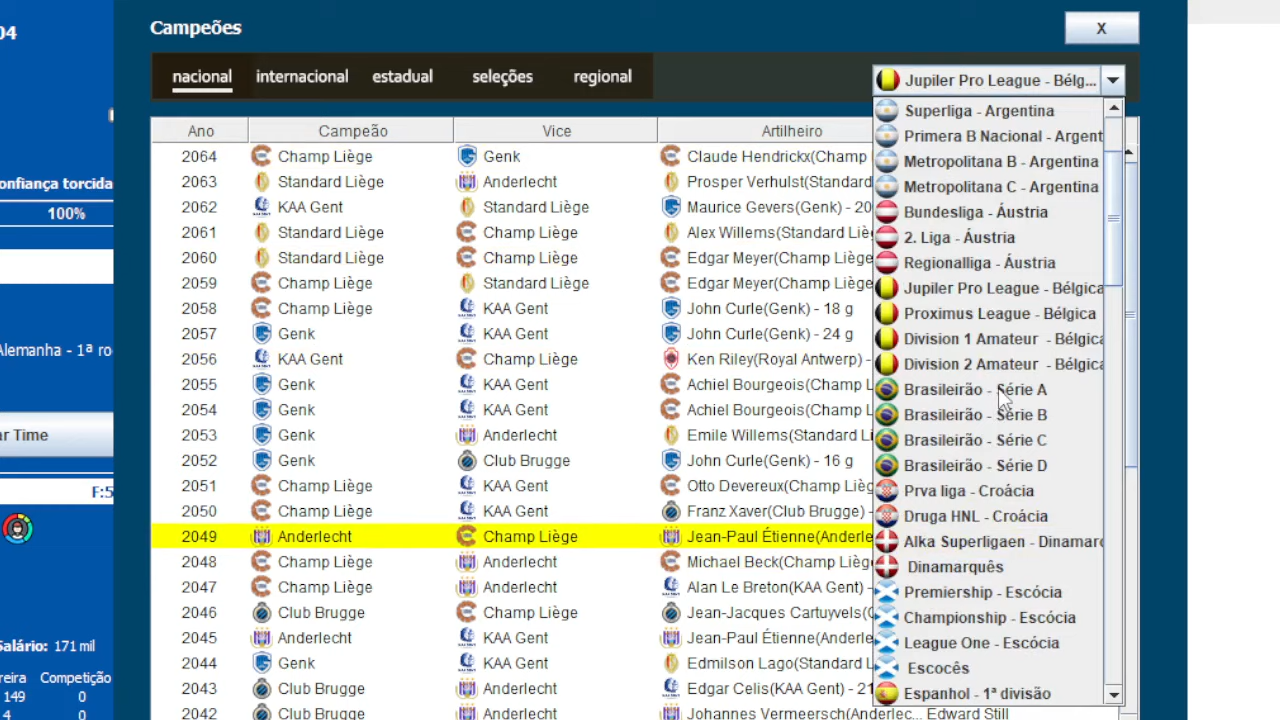 04
Campeões
X
nacional internacional estadual seleções regional
Jupiler Pro League - Bélg...
Ano Campeão Vice Artilheiro
2064 Champ Liège Genk Claude Hendrickx(Champ
2063 Standard Liège Anderlecht Prosper Verhulst(Standard
2062 KAA Gent Standard Liège Maurice Gevers(Genk) - 20
2061 Standard Liège Champ Liège Alex Willems(Standard Liè
2060 Standard Liège Champ Liège Edgar Meyer(Champ Liège
2059 Champ Liège Standard Liège Edgar Meyer(Champ Liège
2058 Champ Liège KAA Gent John Curle(Genk) - 18 g
2057 Genk KAA Gent John Curle(Genk) - 24 g
2056 KAA Gent Champ Liège Ken Riley(Royal Antwerp) -
2055 Genk KAA Gent Achiel Bourgeois(Champ L
2054 Genk KAA Gent Achiel Bourgeois(Champ L
2053 Genk Anderlecht Emile Willems(Standard Li
2052 Genk Club Brugge John Curle(Genk) - 16 g
2051 Champ Liège KAA Gent Otto Devereux(Champ Lièg
2050 Champ Liège KAA Gent Franz Xaver(Club Brugge) -
2049 Anderlecht Champ Liège Jean-Paul Étienne(Anderle
2048 Champ Liège Anderlecht Michael Beck(Champ Lièg
2047 Champ Liège Anderlecht Alan Le Breton(KAA Gent) -
2046 Club Brugge Champ Liège Jean-Jacques Cartuyvels(C
2045 Anderlecht KAA Gent Jean-Paul Étienne(Anderle
2044 Genk KAA Gent Edmilson Lago(Standard Li
2043 Club Brugge Anderlecht Edgar Celis(KAA Gent) - 21
2042 Club Brugge Anderlecht Johannes Vermeersch(Anderlec... Edward Still
Superliga - Argentina
Primera B Nacional - Argent
Metropolitana B - Argentina
Metropolitana C - Argentina
Bundesliga - Áustria
2. Liga - Áustria
Regionalliga - Áustria
Jupiler Pro League - Bélgica
Proximus League - Bélgica
Division 1 Amateur - Bélgica
Division 2 Amateur - Bélgica
Brasileirão - Série A
Brasileirão - Série B
Brasileirão - Série C
Brasileirão - Série D
Prva liga - Croácia
Druga HNL - Croácia
Alka Superligaen - Dinamarc
Dinamarquês
Premiership - Escócia
Championship - Escócia
League One - Escócia
Escocês
Espanhol - 1ª divisão
onfiança torcida
100%
Alemanha - 1ª ro
ar Time
F:5
Salário: 171 mil
reira Competição
149 0
4 0